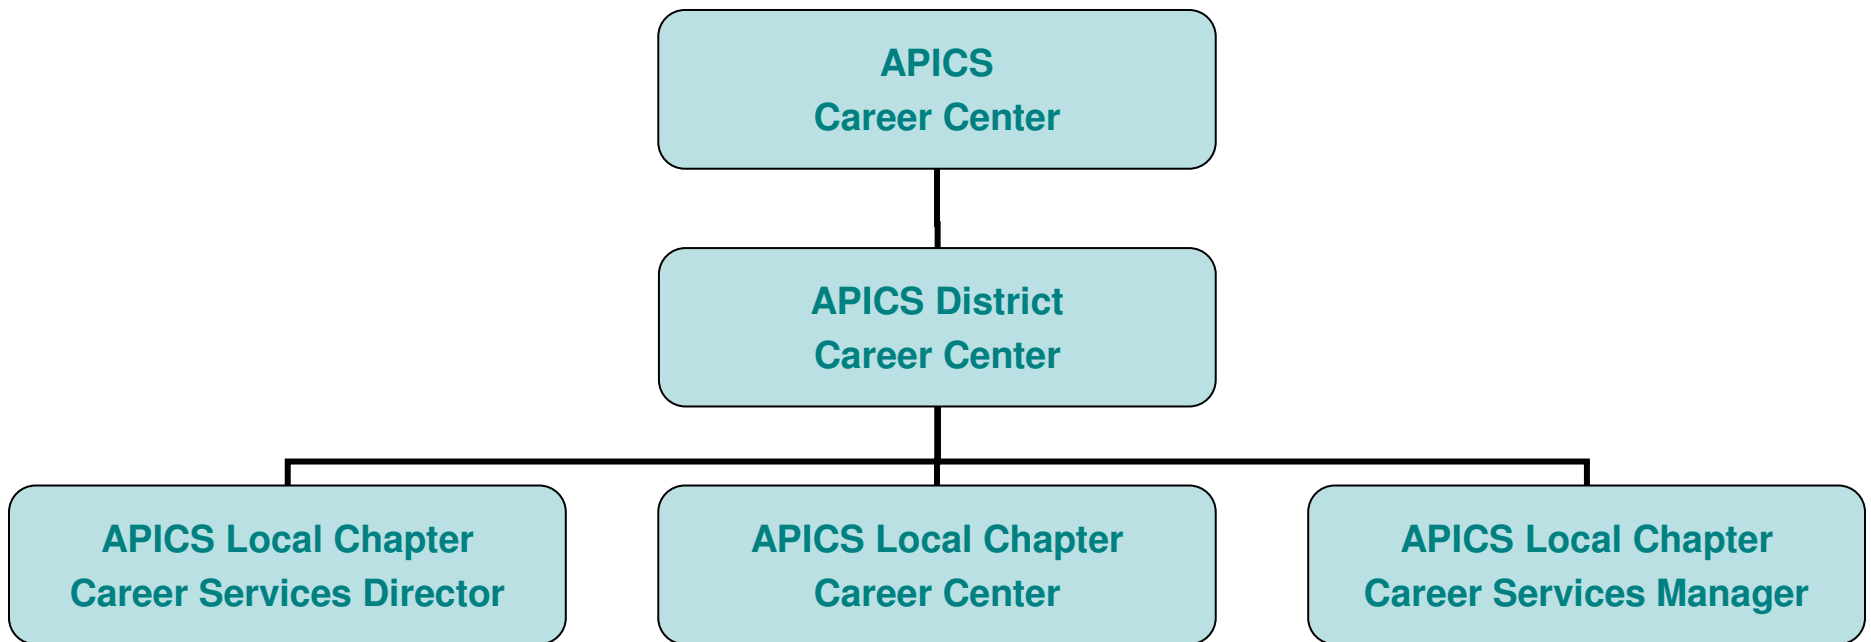 APICS
Career Center
APICS District
Career Center
APICS Local Chapter
Career Services Director
APICS Local Chapter
Career Center
APICS Local Chapter
Career Services Manager